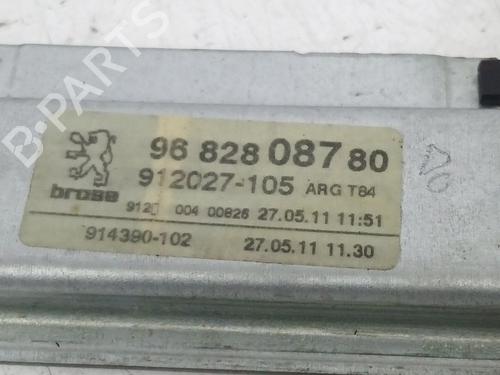 96 828 087 80
brose
912027-105 ARG T84
004 00826 27.05.11 11:51
914390-102 27.05.11 11.30
B-PARTS